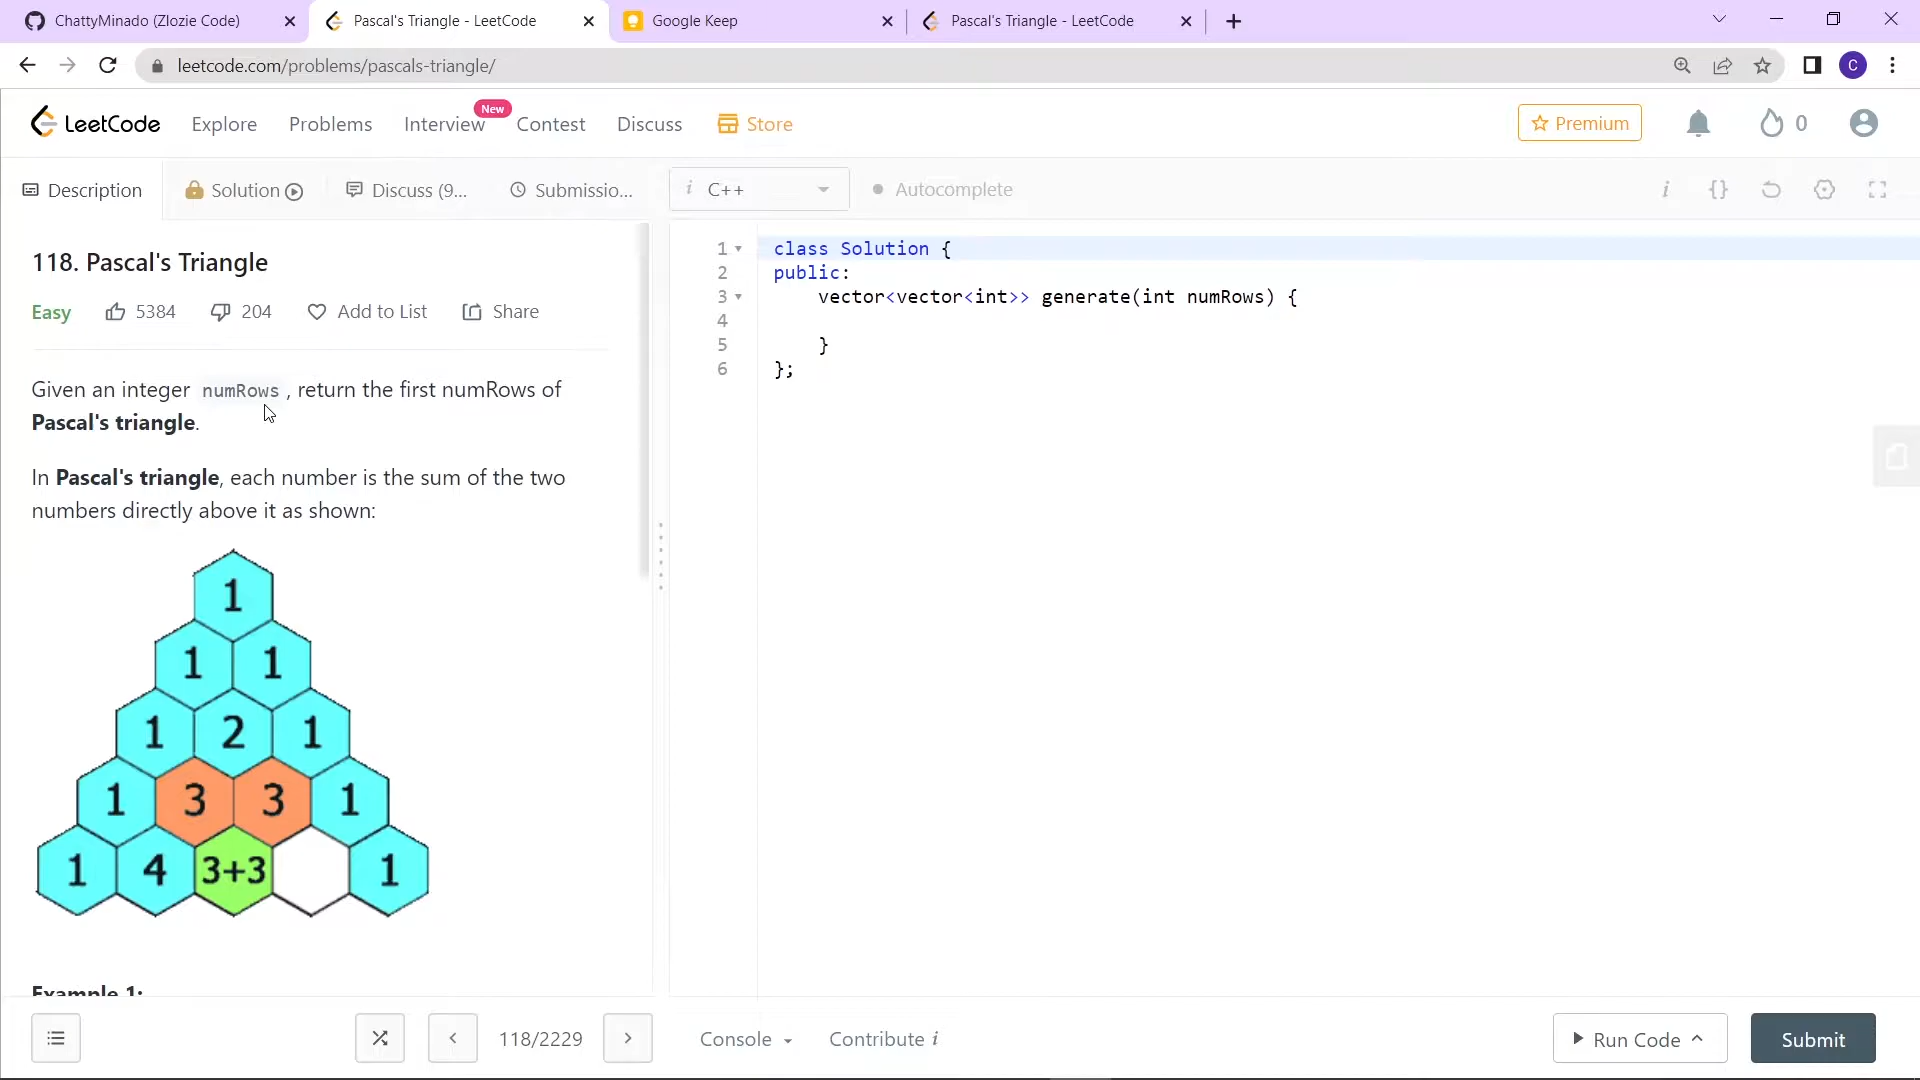 ChattyMinado (Zlozie Code)
Pascal's Triangle - LeetCode
Google Keep
Pascal's Triangle - LeetCode
leetcode.com/problems/pascals-triangle/
C
LeetCode
Explore
Problems
Interview
New
Contest
Discuss
Store
Premium
0
Description
Solution
Discuss (9...
Submissio...
i C++
Autocomplete
i
{}
118. Pascal's Triangle
Easy
5384
204
Add to List
Share
Given an integer numRows , return the first numRows of
Pascal's triangle.
In Pascal's triangle, each number is the sum of the two
numbers directly above it as shown:
1
1 1
1 2 1
1 3 3 1
1 4 3+3 1
Example 1:
1 class Solution {
2 public:
3 vector<vector<int>> generate(int numRows) {
4
5 }
6 };
118/2229
Console
Contribute i
Run Code
Submit